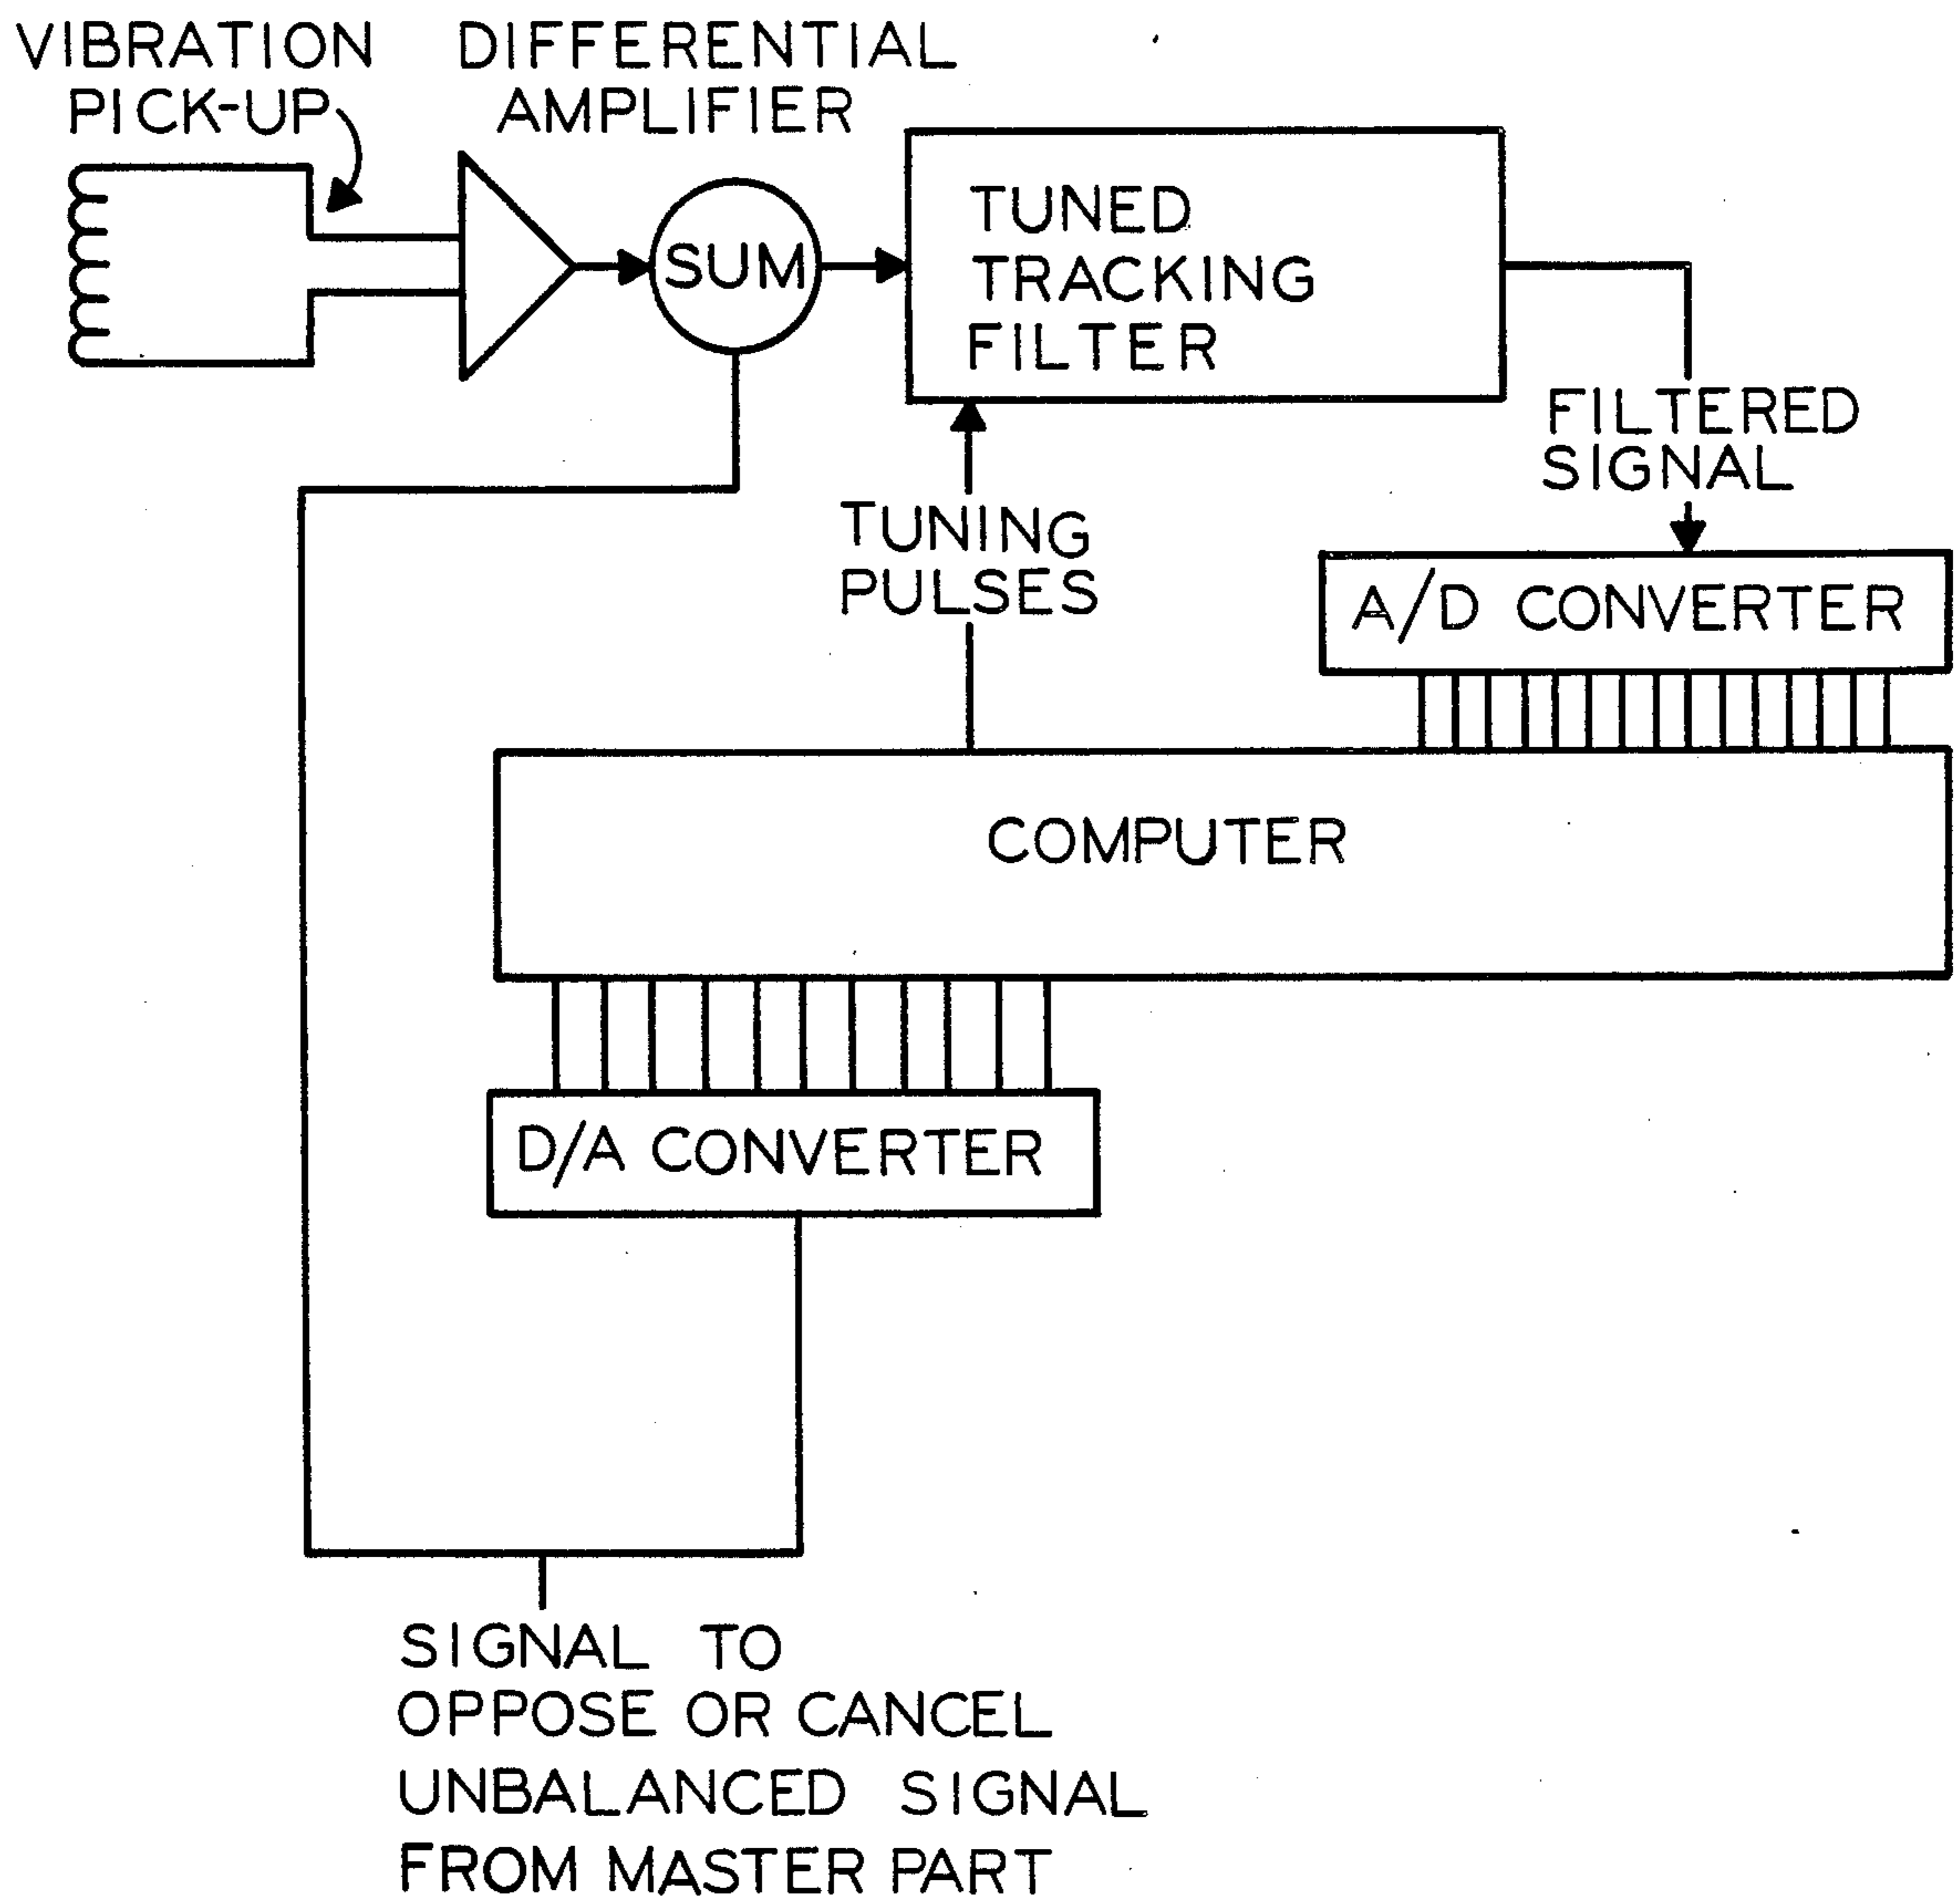 VIBRATION
PICK-UP
DIFFERENTIAL
AMPLIFIER
SUM
TUNED
TRACKING
FILTER
FILTERED
SIGNAL
TUNING
PULSES
A/D CONVERTER
COMPUTER
D/A CONVERTER
SIGNAL TO
OPPOSE OR CANCEL
UNBALANCED SIGNAL
FROM MASTER PART